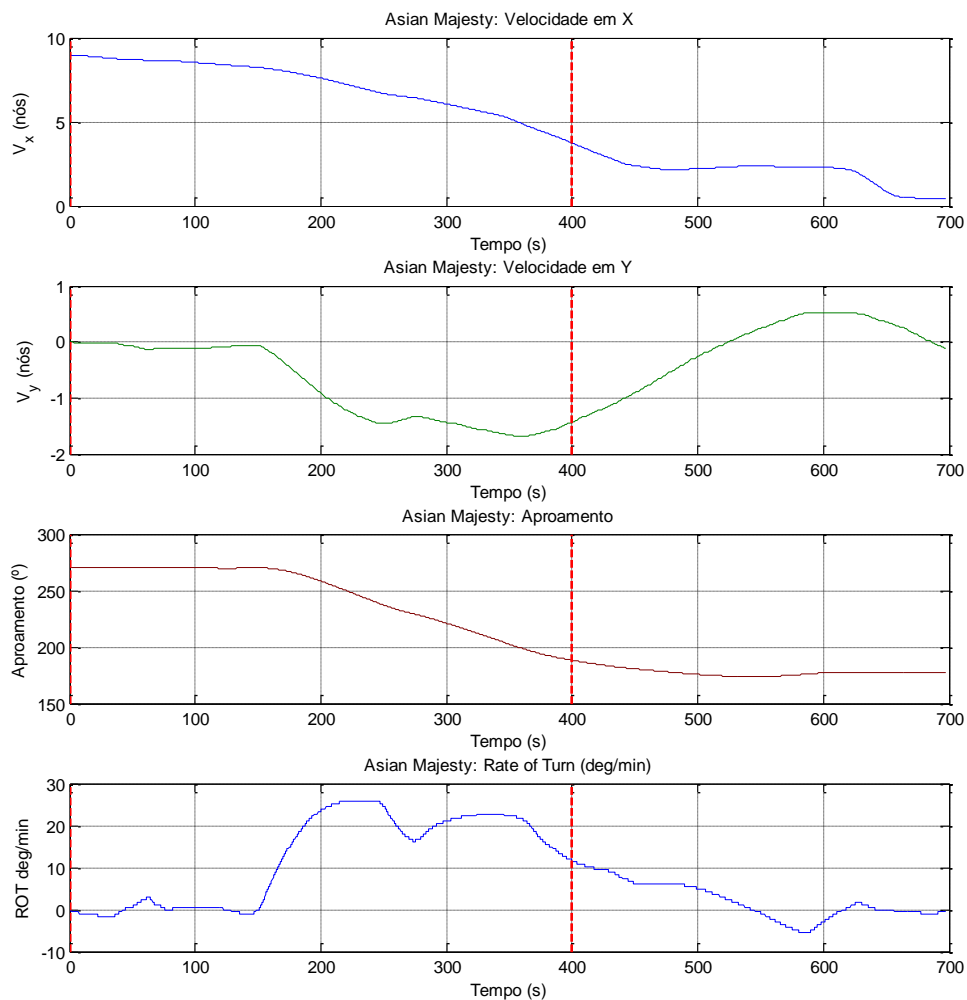 Asian Majesty: Velocidade em X
10
5
0
V_x (nós)
0 100 200 300 400 500 600 700
Tempo (s)
Asian Majesty: Velocidade em Y
1
0
-1
-2
V_y (nós)
0 100 200 300 400 500 600 700
Tempo (s)
Asian Majesty: Aproamento
300
250
200
150
Aproamento (º)
0 100 200 300 400 500 600 700
Tempo (s)
Asian Majesty: Rate of Turn (deg/min)
30
20
10
0
-10
ROT deg/min
0 100 200 300 400 500 600 700
Tempo (s)